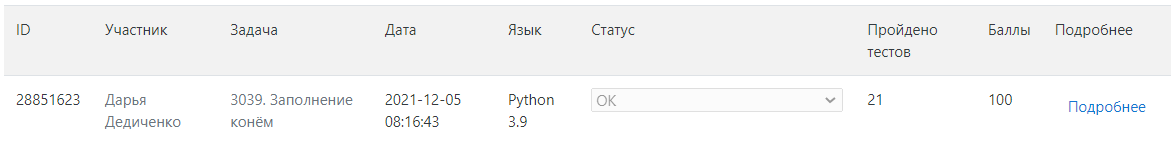 ID Участник Задача Дата Язык Статус Пройдено тестов Баллы Подробнее
28851623 Дарья Дедиченко 3039. Заполнение конём 2021-12-05 08:16:43 Python 3.9 OK 21 100 Подробнее